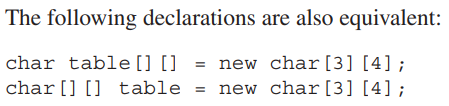 The following declarations are also equivalent:
char table[][] = new char[3][4];
char[][] table = new char[3][4];